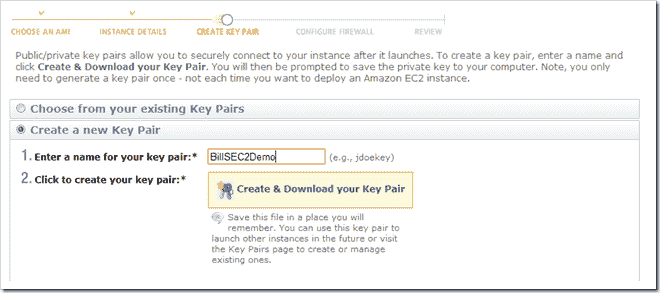 CHOOSE AN AMI INSTANCE DETAILS CREATE KEY PAIR CONFIGURE FIREWALL REVIEW
Public/private key pairs allow you to securely connect to your instance after it launches. To create a key pair, enter a name and
click Create & Download your Key Pair. You will then be prompted to save the private key to your computer. Note, you only
need to generate a key pair once - not each time you want to deploy an Amazon EC2 instance.
Choose from your existing Key Pairs
Create a new Key Pair
1. Enter a name for your key pair:* BillSEC2Demo (e.g., jdoekey)
2. Click to create your key pair:* Create & Download your Key Pair
Save this file in a place you will
remember. You can use this key pair to
launch other instances in the future or visit
the Key Pairs page to create or manage
existing ones.